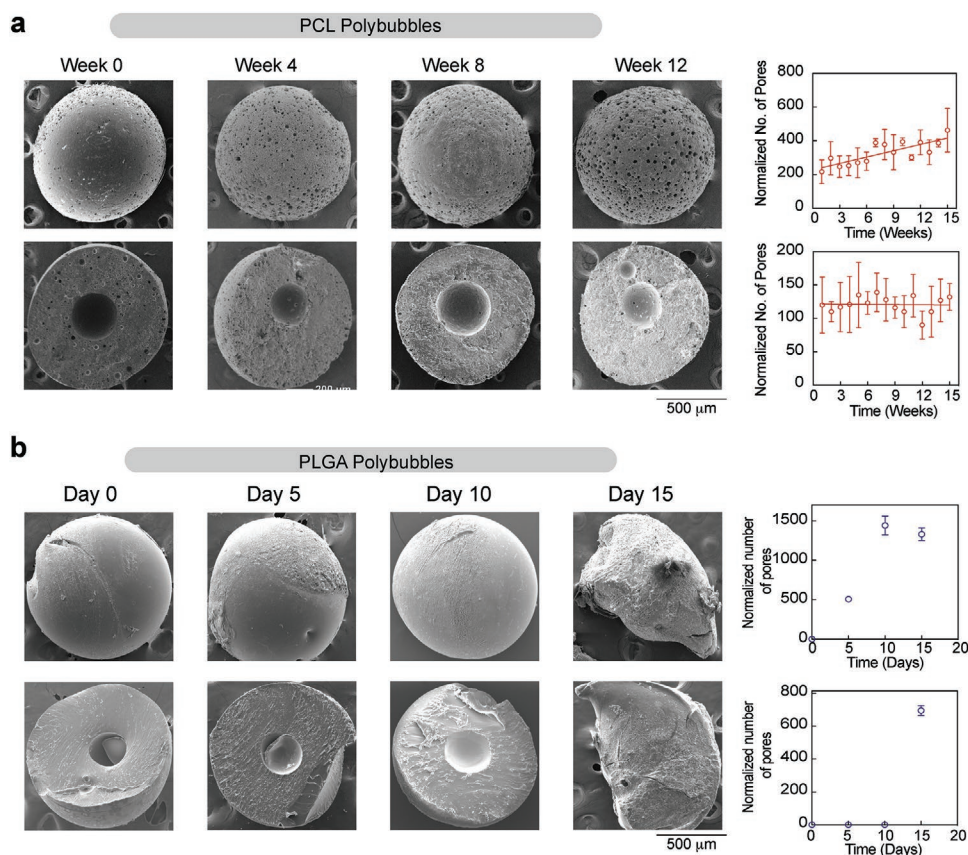 a
PCL Polybubbles
Week 0 Week 4 Week 8 Week 12
500 µm
Normalized No. of Pores
800
600
400
200
0
0 3 6 9 12 15
Time (Weeks)
Normalized No. of Pores
200
150
100
50
0
0 3 6 9 12 15
Time (Weeks)
b
PLGA Polybubbles
Day 0 Day 5 Day 10 Day 15
500 µm
Normalized number
of pores
1500
1000
500
0
0 5 10 15 20
Time (Days)
Normalized number
of pores
800
600
400
200
0
0 5 10 15 20
Time (Days)